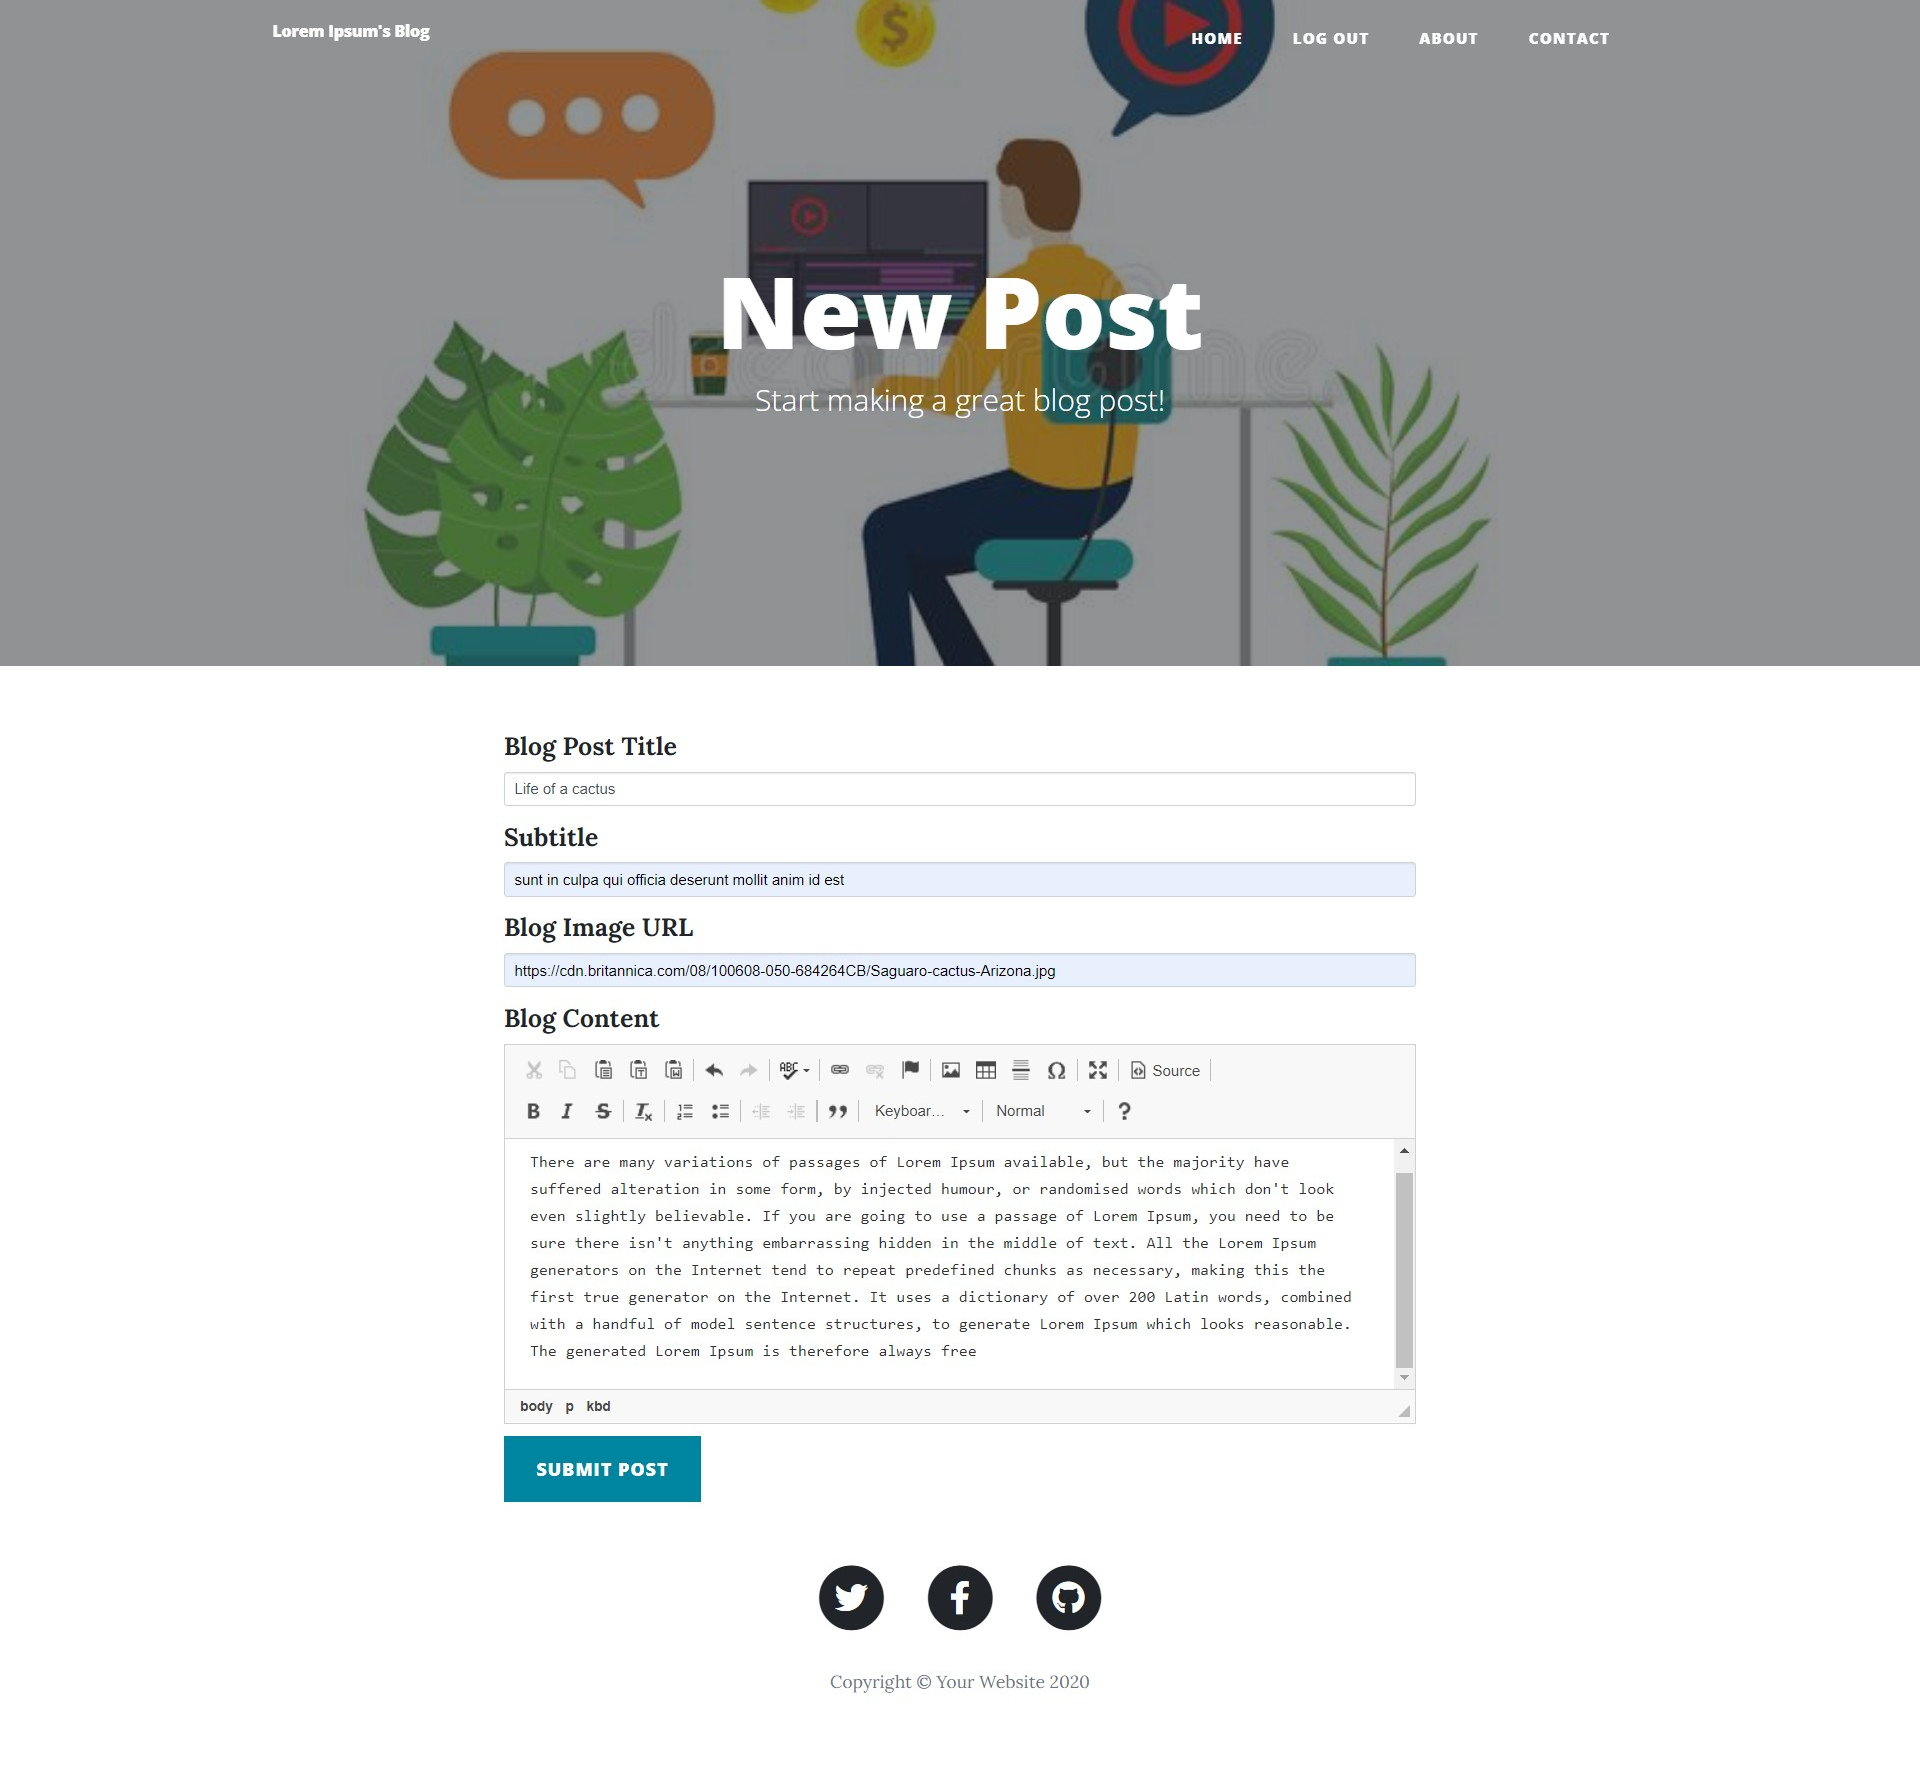 Lorem Ipsum's Blog
HOME LOG OUT ABOUT CONTACT
New Post
dreamstime.
Start making a great blog post!
Blog Post Title
Life of a cactus
Subtitle
sunt in culpa qui officia deserunt mollit anim id est
Blog Image URL
https://cdn.britannica.com/08/100608-050-684264CB/Saguaro-cactus-Arizona.jpg
Blog Content
ABC Ω Source
B I S Tx Keyboar... Normal ?
There are many variations of passages of Lorem Ipsum available, but the majority have
suffered alteration in some form, by injected humour, or randomised words which don't look
even slightly believable. If you are going to use a passage of Lorem Ipsum, you need to be
sure there isn't anything embarrassing hidden in the middle of text. All the Lorem Ipsum
generators on the Internet tend to repeat predefined chunks as necessary, making this the
first true generator on the Internet. It uses a dictionary of over 200 Latin words, combined
with a handful of model sentence structures, to generate Lorem Ipsum which looks reasonable.
The generated Lorem Ipsum is therefore always free
body p kbd
SUBMIT POST
Copyright © Your Website 2020